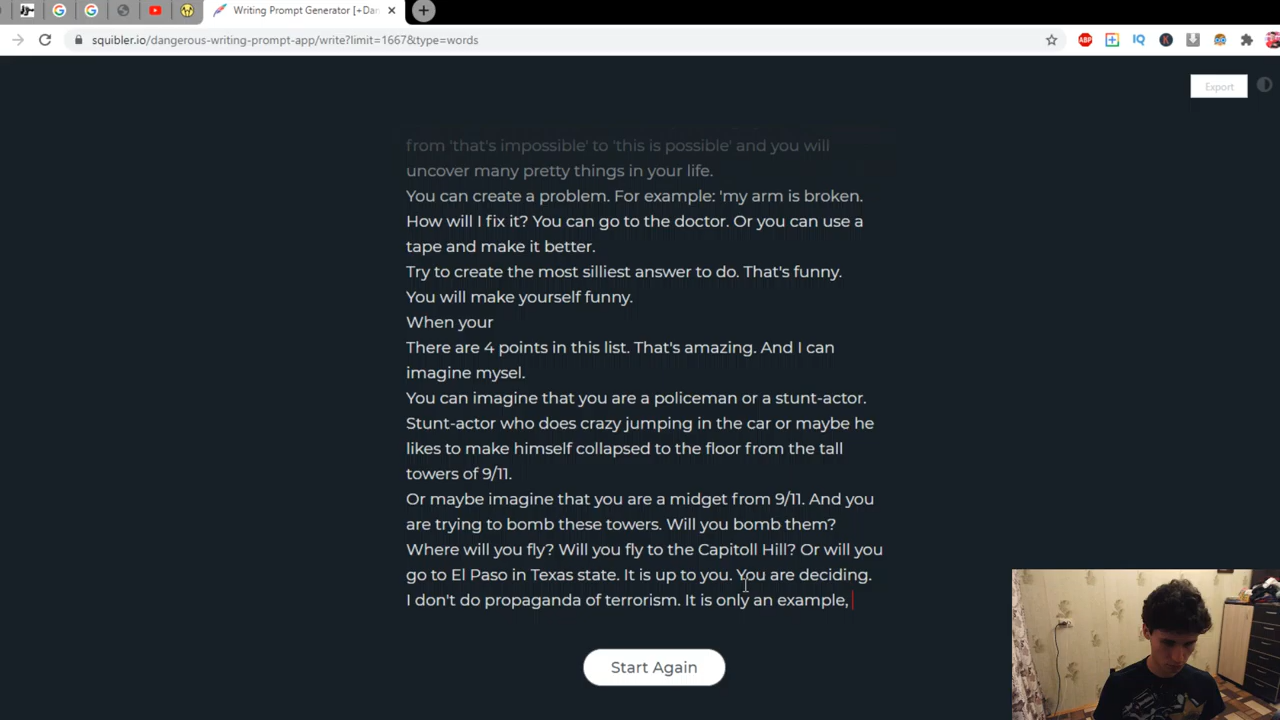 Writing Prompt Generator [+Dan
squibler.io/dangerous-writing-prompt-app/write?limit=1667&type=words
ABP
IQ
K
Export
from 'that's impossible' to 'this is possible' and you will
uncover many pretty things in your life.
You can create a problem. For example: 'my arm is broken.
How will I fix it? You can go to the doctor. Or you can use a
tape and make it better.
Try to create the most silliest answer to do. That's funny.
You will make yourself funny.
When your
There are 4 points in this list. That's amazing. And I can
imagine mysel.
You can imagine that you are a policeman or a stunt-actor.
Stunt-actor who does crazy jumping in the car or maybe he
likes to make himself collapsed to the floor from the tall
towers of 9/11.
Or maybe imagine that you are a midget from 9/11. And you
are trying to bomb these towers. Will you bomb them?
Where will you fly? Will you fly to the Capitoll Hill? Or will you
go to El Paso in Texas state. It is up to you. You are deciding.
I don't do propaganda of terrorism. It is only an example,
Start Again